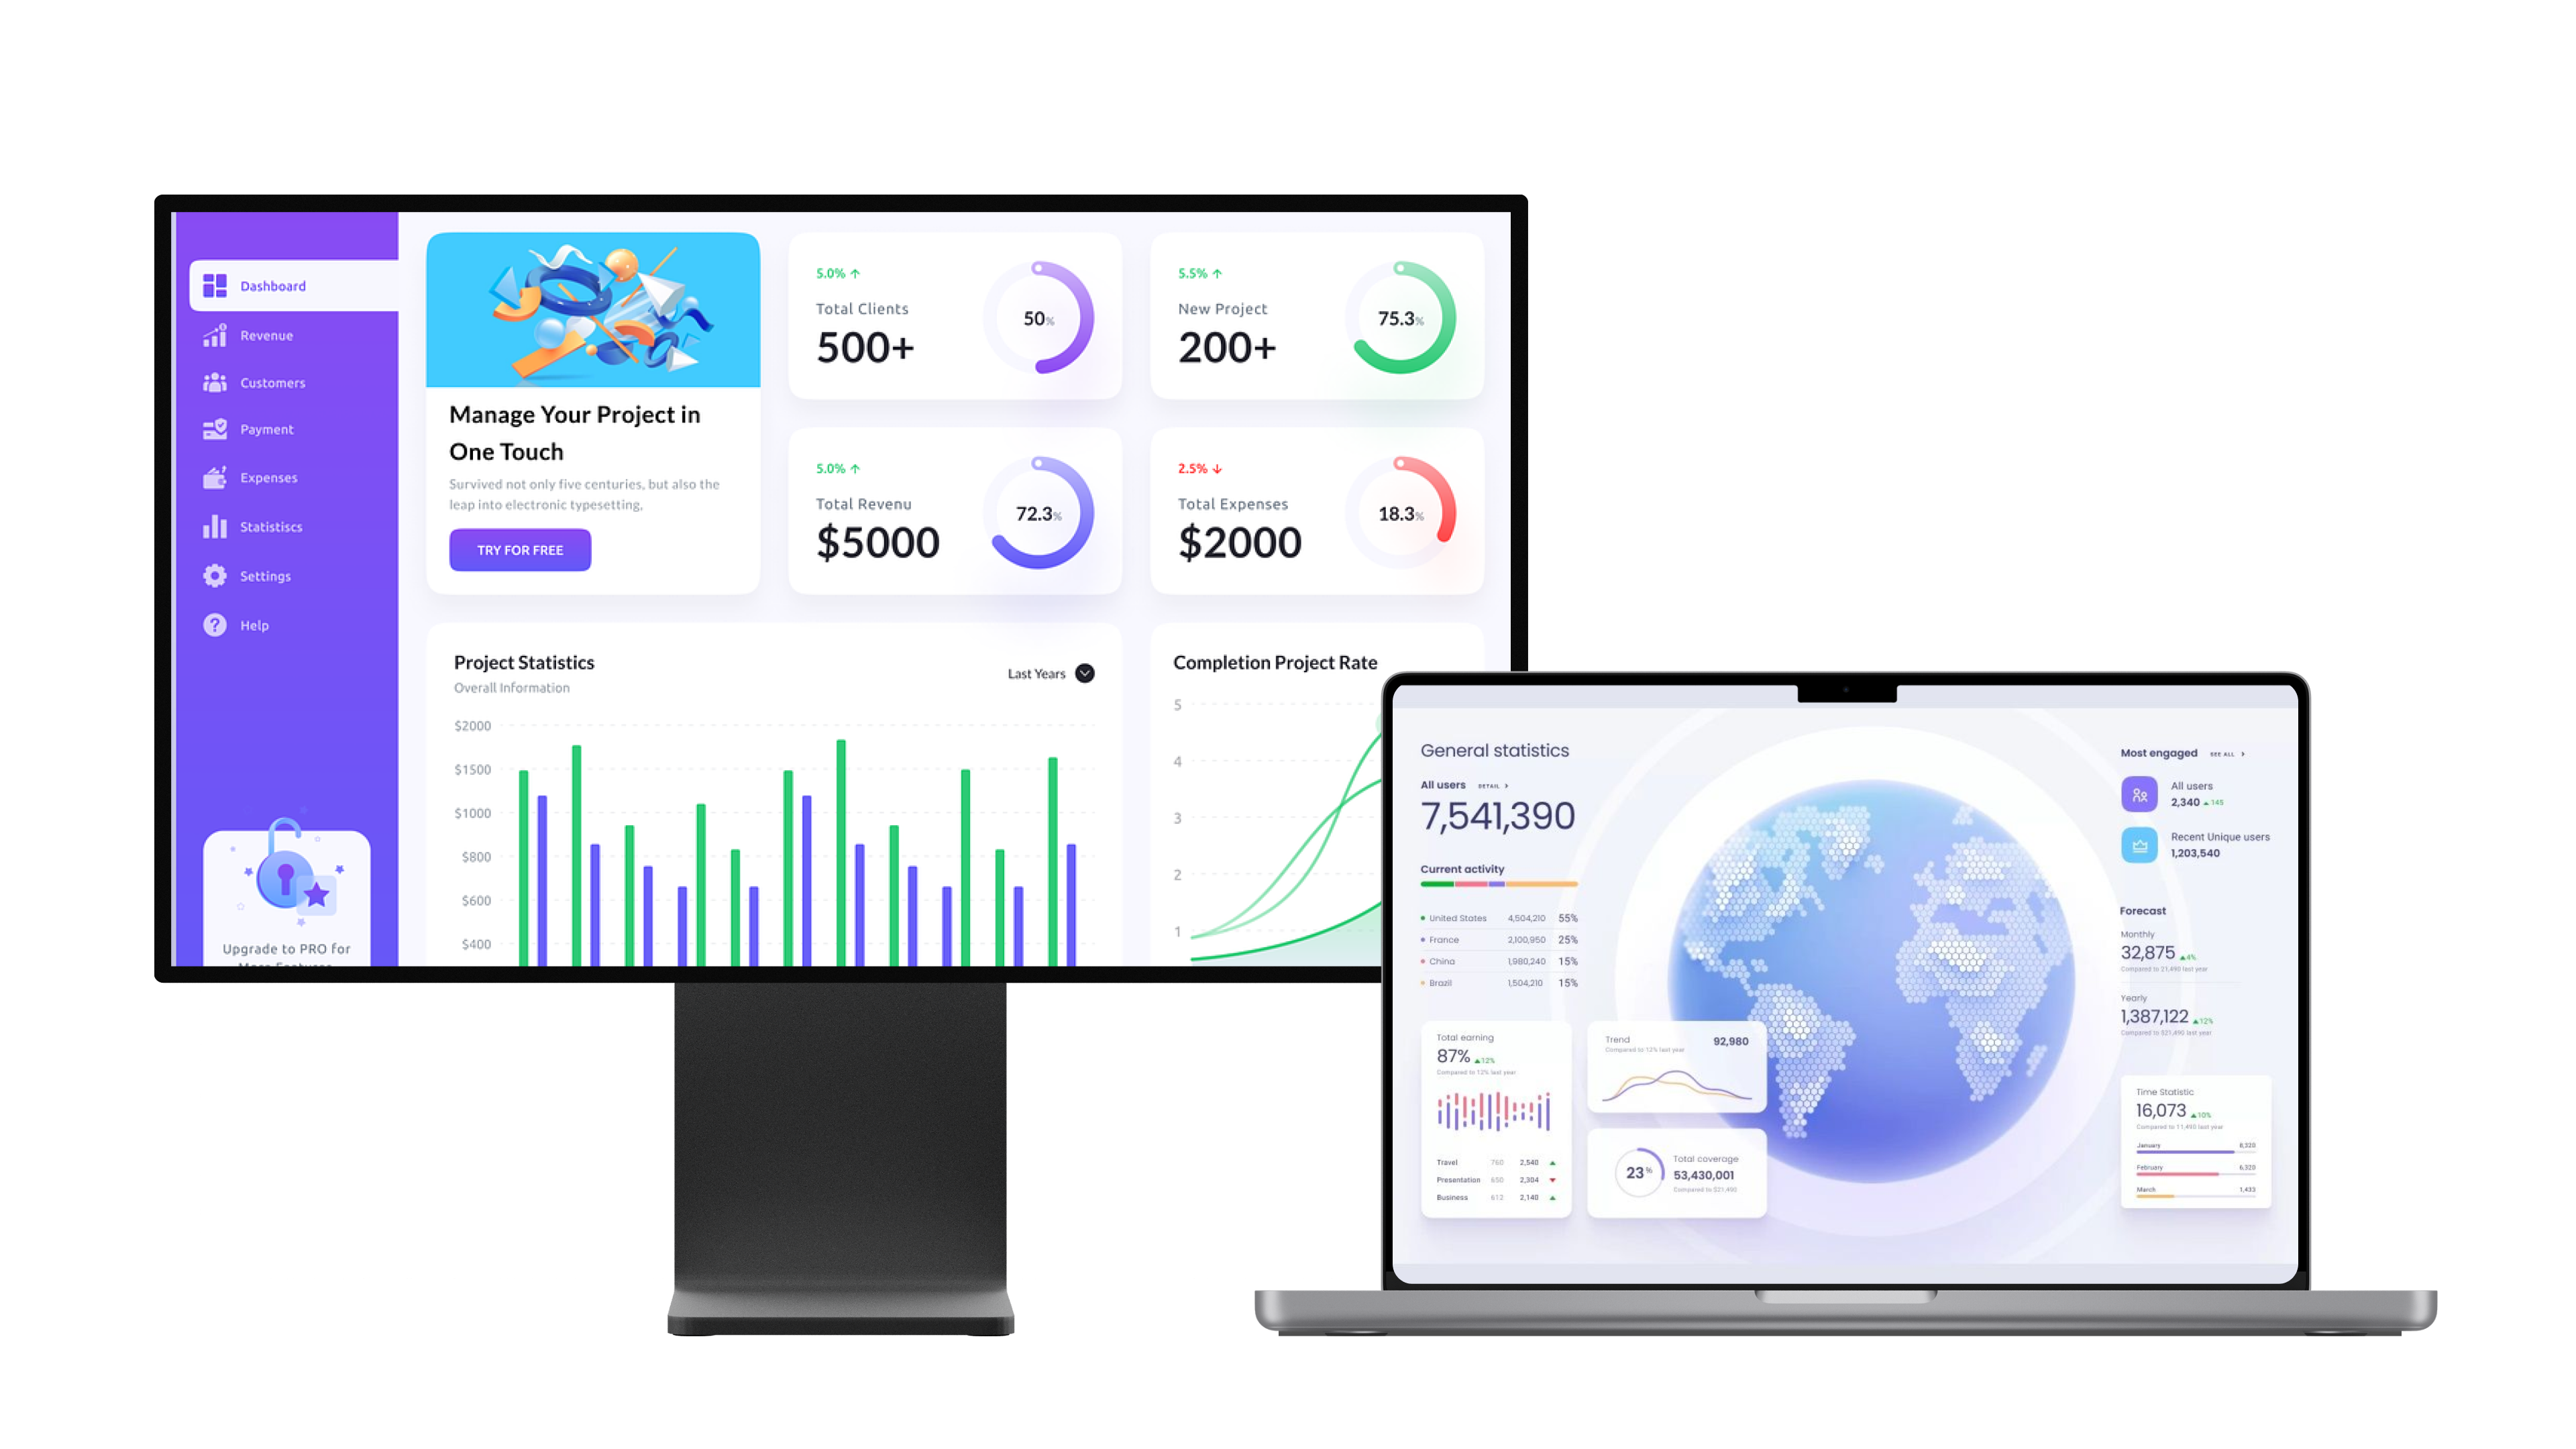 Dashboard
Revenue
Customers
Payment
Expenses
Statistiscs
Settings
Help
Upgrade to PRO for
Manage Your Project in
One Touch
Survived not only five centuries, but also the
leap into electronic typesetting,
TRY FOR FREE
5.0% ↑
Total Clients
500+
50%
5.5% ↑
New Project
200+
75.3%
5.0% ↑
Total Revenu
$5000
72.3%
2.5% ↓
Total Expenses
$2000
18.3%
Project Statistics
Overall Information
Last Years
$2000
$1500
$1000
$800
$600
$400
Completion Project Rate
5
4
3
2
1
General statistics
All users DETAIL >
7,541,390
Current activity
United States 4,504,210 55%
France 2,100,950 25%
China 1,980,240 15%
Brazil 1,504,210 15%
Total earning
87% ▲12%
Compared to 12% last year
Travel 760 2,540 ▲
Presentation 650 2,304 ▼
Business 612 2,140 ▲
Trend 92,980
Compared to 12% last year
23%
Total coverage
53,430,001
Compared to $21,490
Most engaged SEE ALL >
All users
2,340 ▲ 145
Recent Unique users
1,203,540
Forecast
Monthly
32,875 ▲4%
Compared to 21,490 last year
Yearly
1,387,122 ▲12%
Compared to $21,490 last year
Time Statistic
16,073 ▲10%
Compared to 11,490 last year
January 8,320
February 6,320
March 1,433